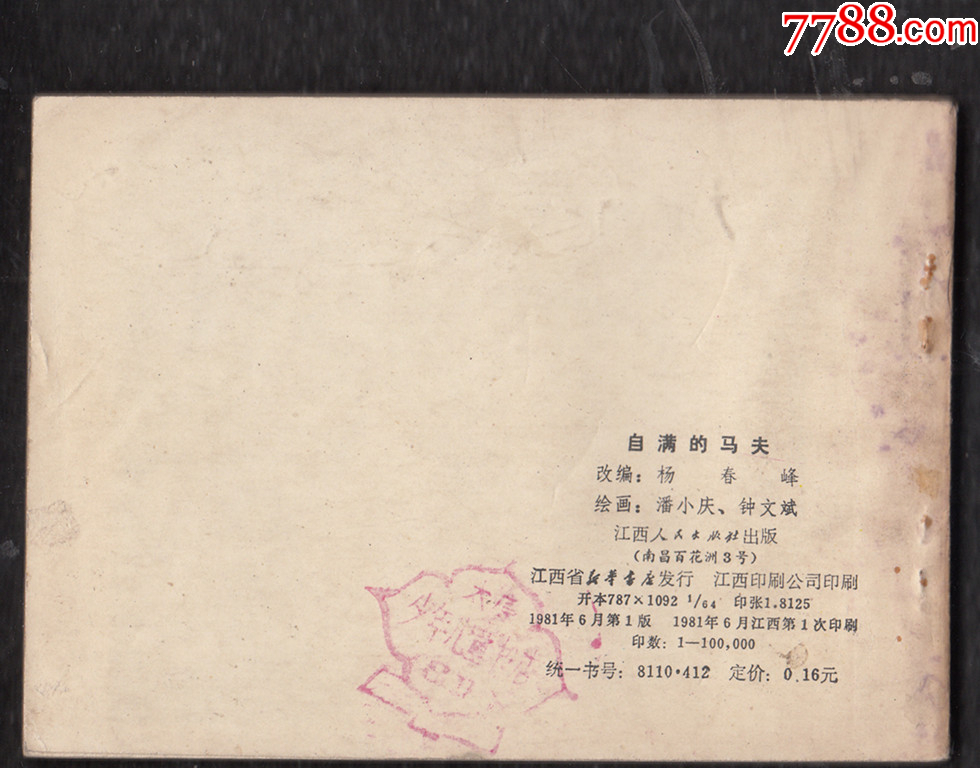 7788.com
自满的马夫
改编：杨 春 峰
绘画：潘小庆、钟文斌
江西人民出版社出版
（南昌百花洲3号）
江西省新华书店发行 江西印刷公司印刷
开本787×1092 1/64 印张1.8125
1981年6月第1版 1981年6月江西第1次印刷
印数：1—100,000
统一书号：8110·412 定价：0.16元